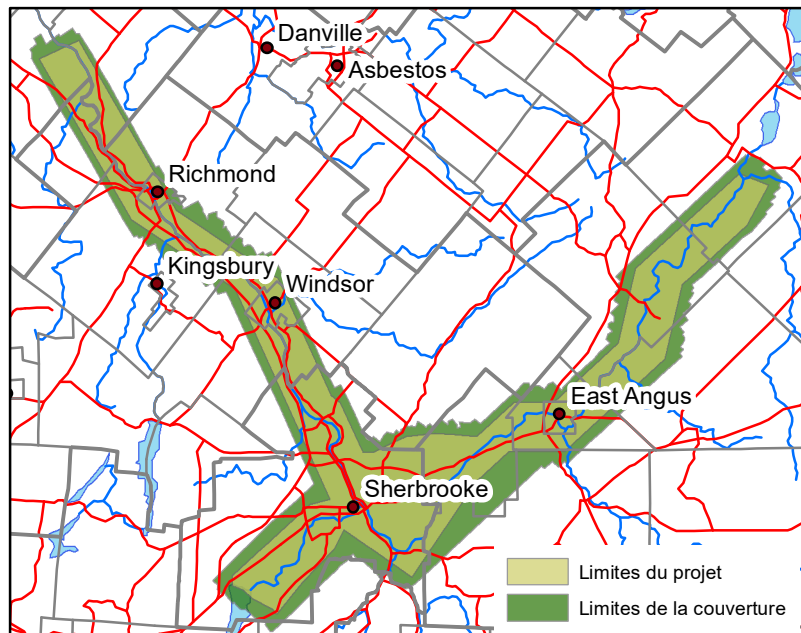 Danville
Asbestos
Richmond
Kingsbury
Windsor
East Angus
Sherbrooke
Limites du projet
Limites de la couverture